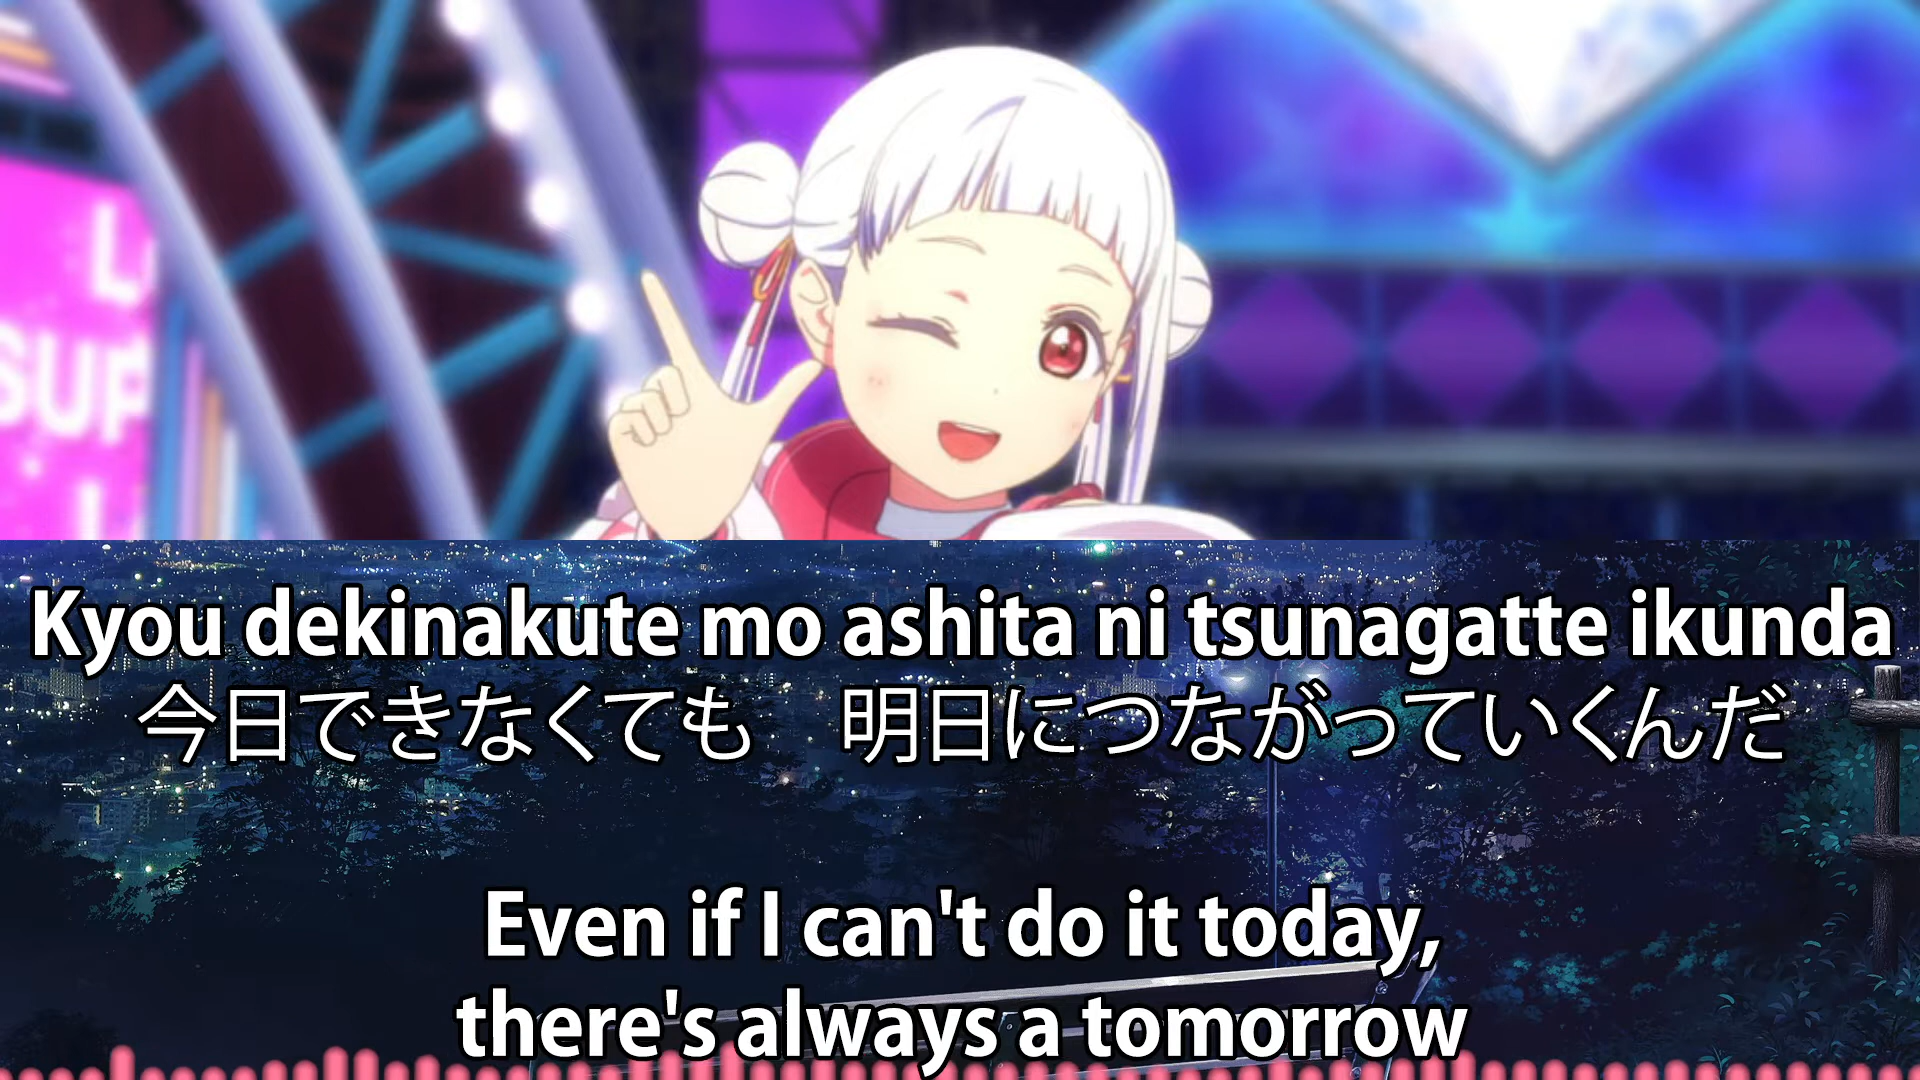 L
SUP
L
Kyou dekinakute mo ashita ni tsunagatte ikunda
今日できなくても　明日につながっていくんだ
Even if I can't do it today,
there's always a tomorrow